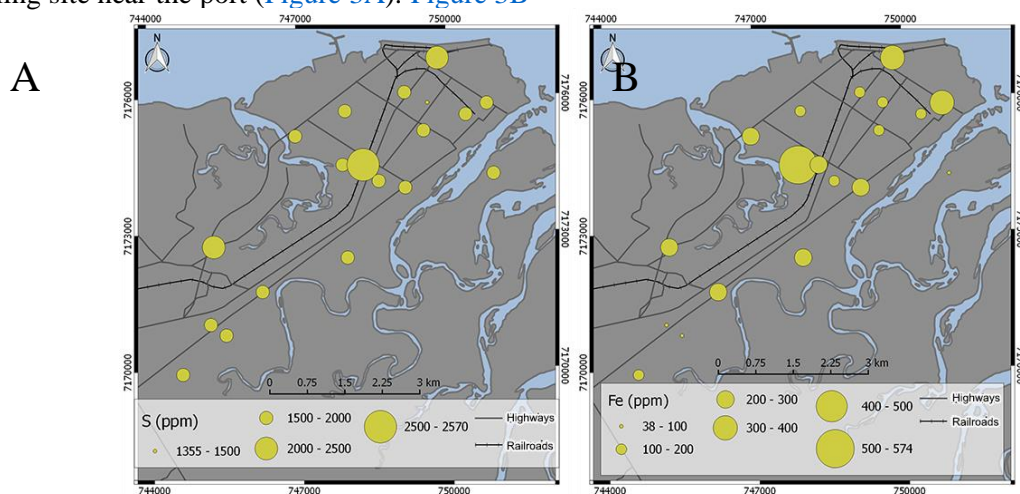 ing site near the port (Figure 3A). Figure 3B
A
744000 747000 750000
N
7176000
7173000
7170000
0 0.75 1.5 2.25 3 km
S (ppm)
1355 - 1500
1500 - 2000
2000 - 2500
2500 - 2570
Highways
Railroads
744000 747000 750000
B
744000 747000 750000
N
7176000
7173000
7170000
0 0.75 1.5 2.25 3 km
Fe (ppm)
38 - 100
100 - 200
200 - 300
300 - 400
400 - 500
500 - 574
Highways
Railroads
744000 747000 750000